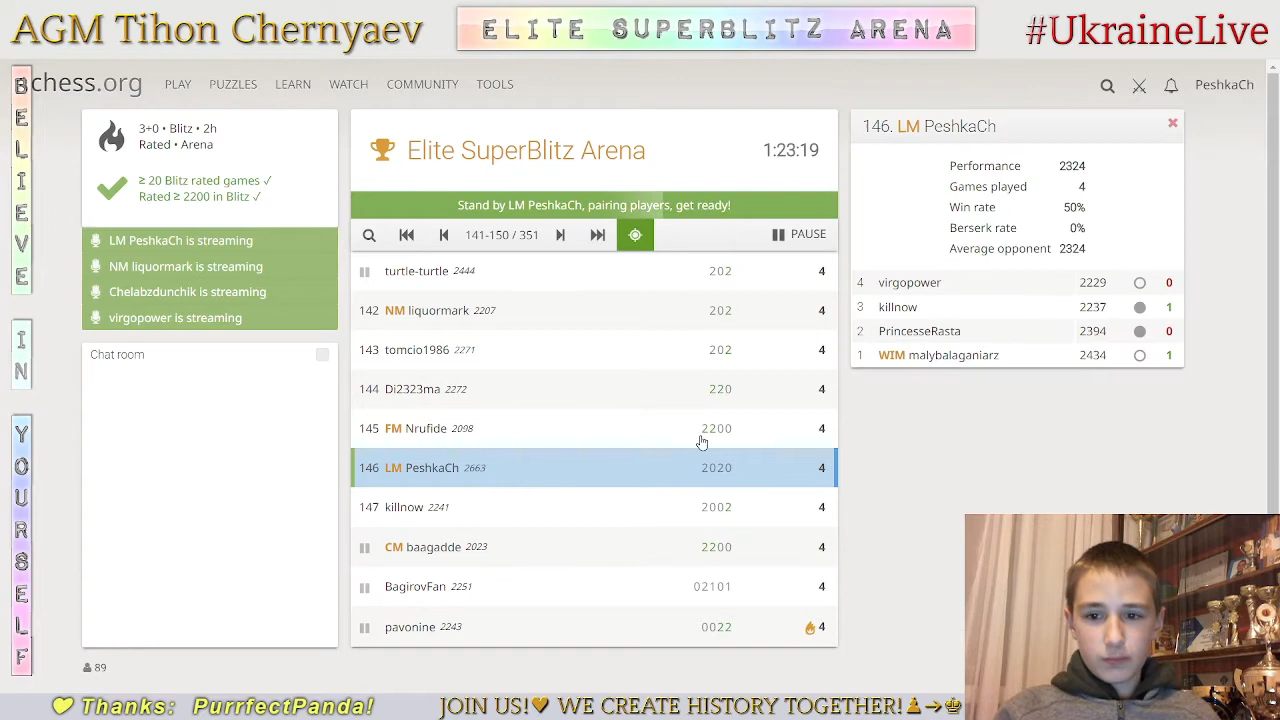 AGM Tihon Chernyaev
ELITE SUPERBLITZ ARENA
#UkraineLive
BELIEVE
IN
YOURSELF
chess.org
PLAY PUZZLES LEARN WATCH COMMUNITY TOOLS
PeshkaCh
3+0 • Blitz • 2h
Rated • Arena
≥ 20 Blitz rated games ✓
Rated ≥ 2200 in Blitz ✓
LM PeshkaCh is streaming
NM liquormark is streaming
Chelabzdunchik is streaming
virgopower is streaming
Chat room
89
Elite SuperBlitz Arena 1:23:19
Stand by LM PeshkaCh, pairing players, get ready!
141-150 / 351 PAUSE
turtle-turtle 2444 202 4
142 NM liquormark 2207 202 4
143 tomcio1986 2271 202 4
144 Di2323ma 2272 220 4
145 FM Nrufide 2098 2200 4
146 LM PeshkaCh 2663 2020 4
147 killnow 2241 2002 4
CM baagadde 2023 2200 4
BagirovFan 2251 02101 4
pavonine 2243 0022 4
146. LM PeshkaCh
Performance 2324
Games played 4
Win rate 50%
Berserk rate 0%
Average opponent 2324
4 virgopower 2229 0
3 killnow 2237 1
2 PrincesseRasta 2394 0
1 WIM malybalaganiarz 2434 1
Thanks: PurrfectPanda!
JOIN US! WE CREATE HISTORY TOGETHER!